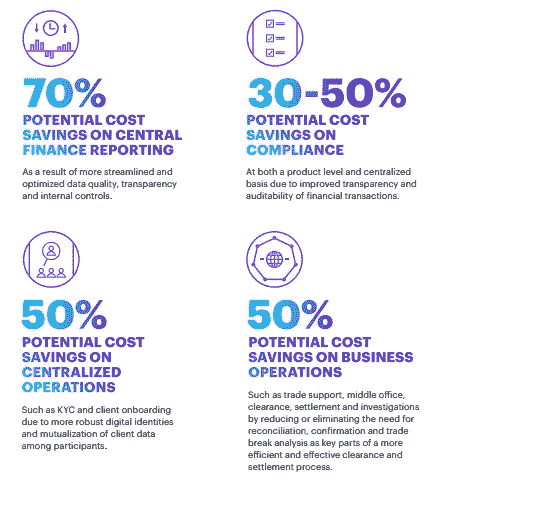 70%
POTENTIAL COST
SAVINGS ON CENTRAL
FINANCE REPORTING
As a result of more streamlined and
optimized data quality, transparency
and internal controls.
30-50%
POTENTIAL COST
SAVINGS ON
COMPLIANCE
At both a product level and centralized
basis due to improved transparency and
auditability of financial transactions.
50%
POTENTIAL COST
SAVINGS ON
CENTRALIZED
OPERATIONS
Such as KYC and client onboarding
due to more robust digital identities
and mutualization of client data
among participants.
50%
POTENTIAL COST
SAVINGS ON BUSINESS
OPERATIONS
Such as trade support, middle office,
clearance, settlement and investigations
by reducing or eliminating the need for
reconciliation, confirmation and trade
break analysis as key parts of a more
efficient and effective clearance and
settlement process.